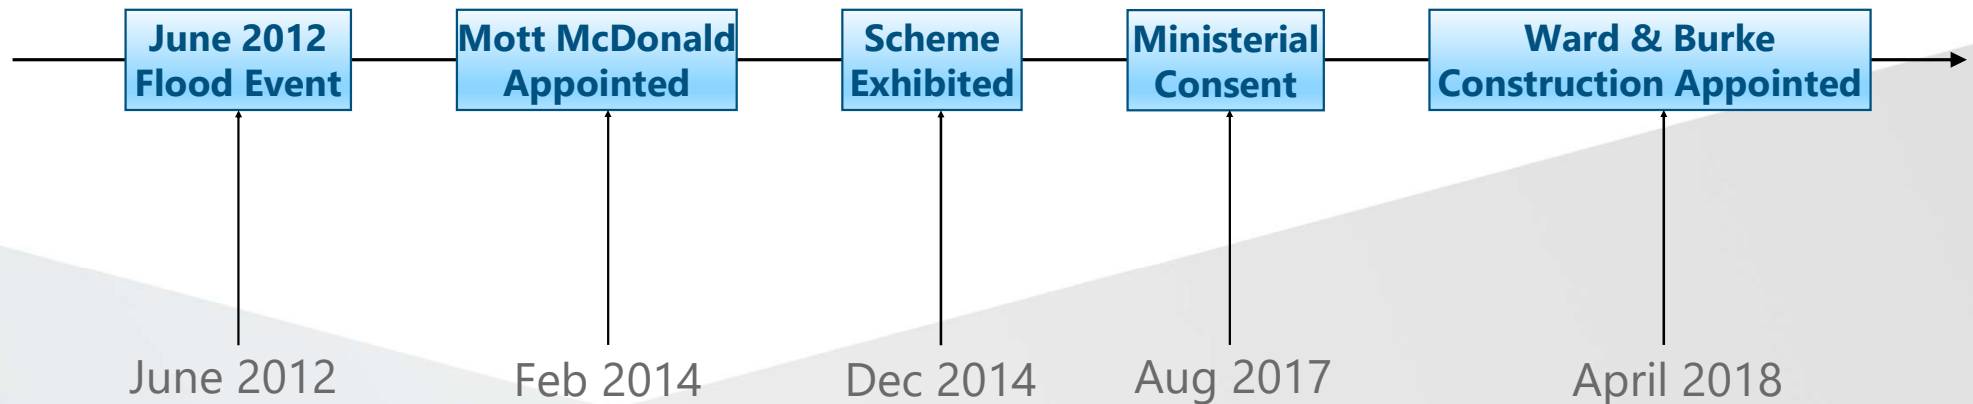 June 2012
Flood Event
Mott McDonald
Appointed
Scheme
Exhibited
Ministerial
Consent
Ward & Burke
Construction Appointed
June 2012
Feb 2014
Dec 2014
Aug 2017
April 2018